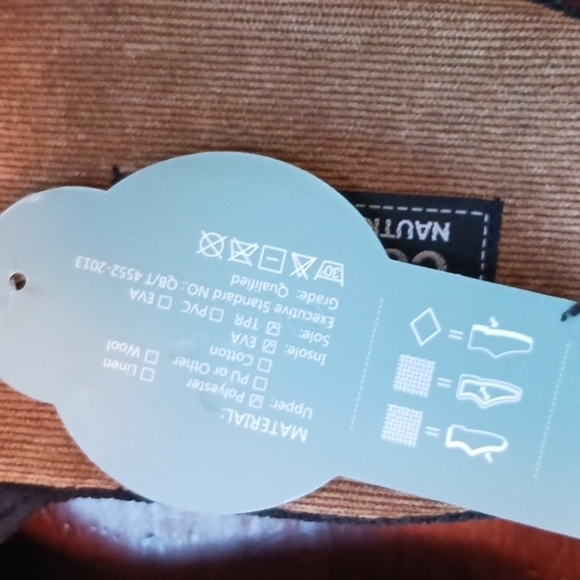 MATERIAL:
Upper: ☑ Polyester ☐ Linen
☐ PU or Other ☐ Wool
☐ Cotton
Insole: ☑ EVA
Sole: ☑ TPR ☐ PVC ☐ EVA
Executive Standard NO.: QB/T 4552-2013
Grade: Qualified
30°
=
=
=
NAUTI